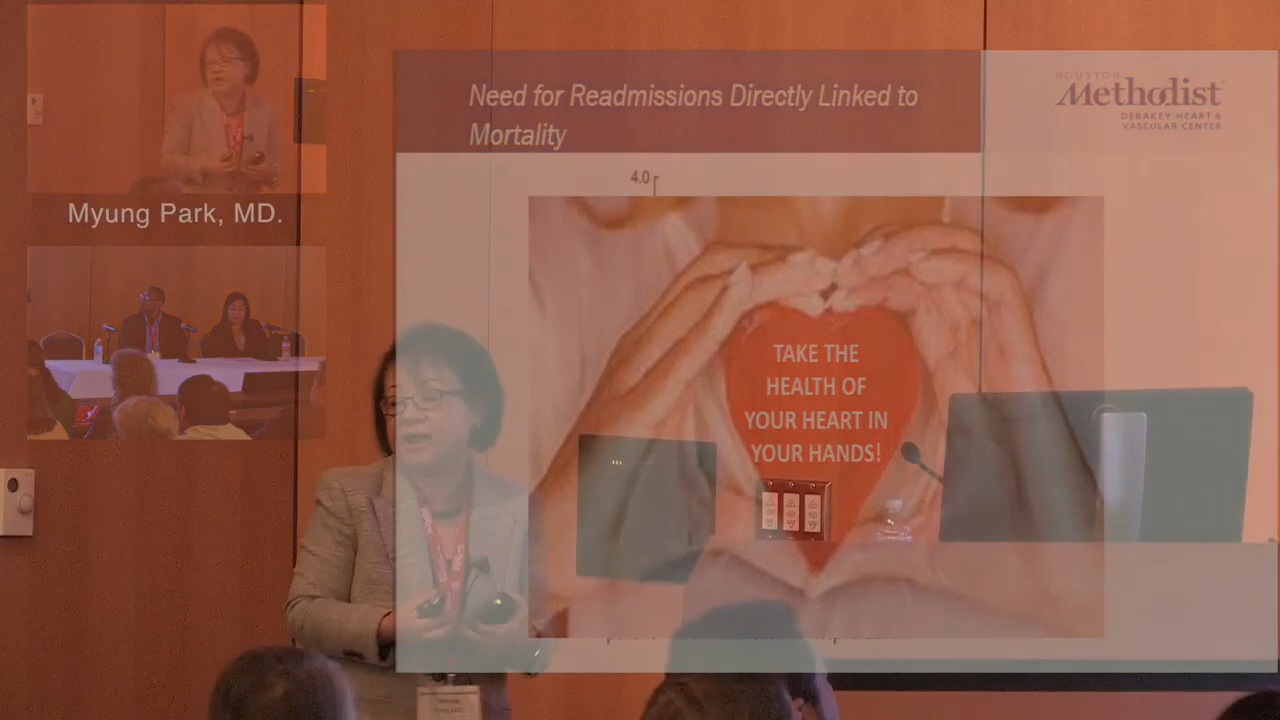 Myung Park, MD.
Need for Readmissions Directly Linked to
Mortality
HOUSTON
Methodist
DEBAKEY HEART &
VASCULAR CENTER
4.0
TAKE THE
HEALTH OF
YOUR HEART IN
YOUR HANDS!